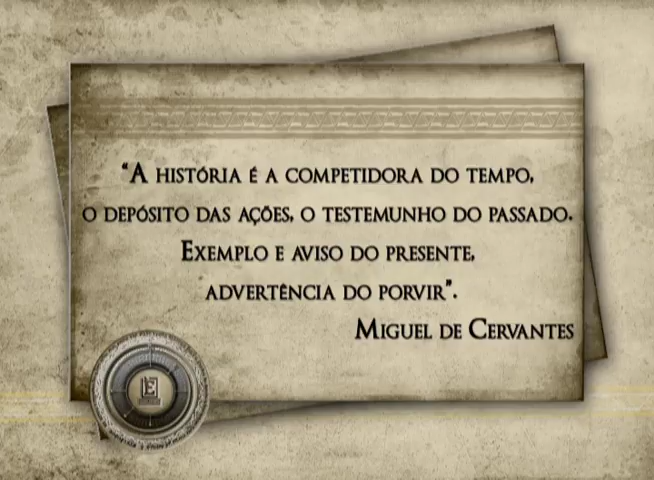 “A HISTÓRIA É A COMPETIDORA DO TEMPO,
O DEPÓSITO DAS AÇÕES, O TESTEMUNHO DO PASSADO.
EXEMPLO E AVISO DO PRESENTE,
ADVERTÊNCIA DO PORVIR”.
MIGUEL DE CERVANTES